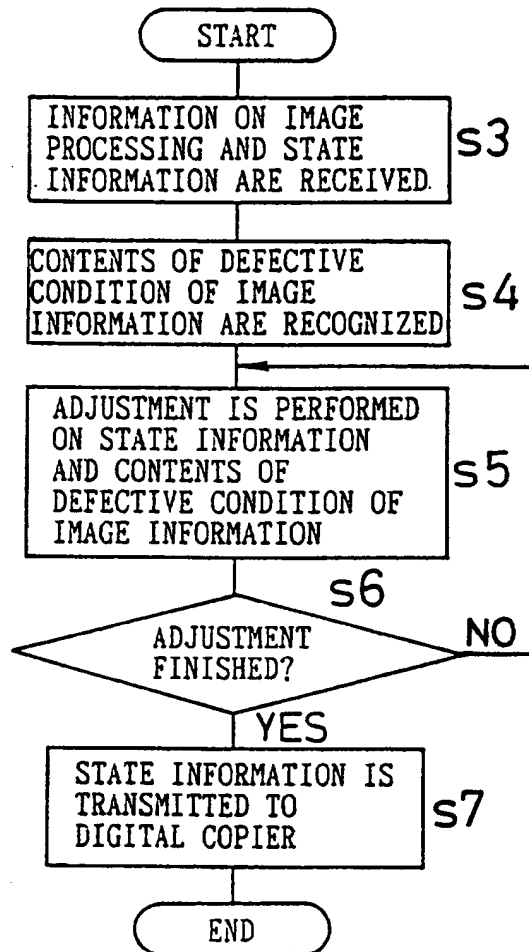 START
INFORMATION ON IMAGE
PROCESSING AND STATE
INFORMATION ARE RECEIVED.
s3
CONTENTS OF DEFECTIVE
CONDITION OF IMAGE
INFORMATION ARE RECOGNIZED
s4
ADJUSTMENT IS PERFORMED
ON STATE INFORMATION
AND CONTENTS OF
DEFECTIVE CONDITION OF
IMAGE INFORMATION
s5
s6
ADJUSTMENT
FINISHED?
NO
YES
STATE INFORMATION IS
TRANSMITTED TO
DIGITAL COPIER
s7
END